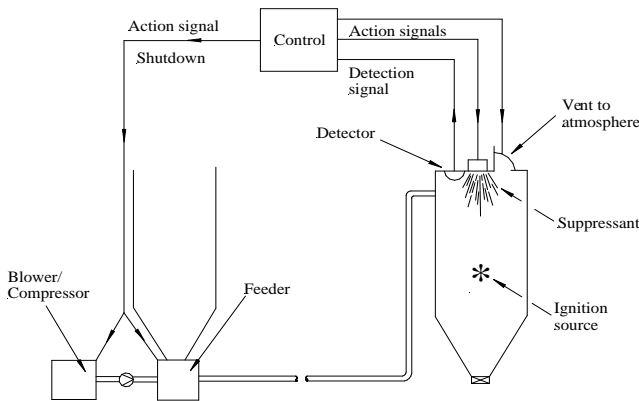 Action signal
Control
Action signals
Shutdown
Detection
signal
Vent to
atmosphere
Detector
Suppressant
Blower/
Compressor
Feeder
Ignition
source